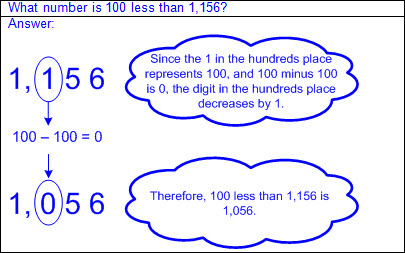 What number is 100 less than 1,156?
Answer:
1,156
Since the 1 in the hundreds place
represents 100, and 100 minus 100
is 0, the digit in the hundreds place
decreases by 1.
100 – 100 = 0
1,056
Therefore, 100 less than 1,156 is
1,056.